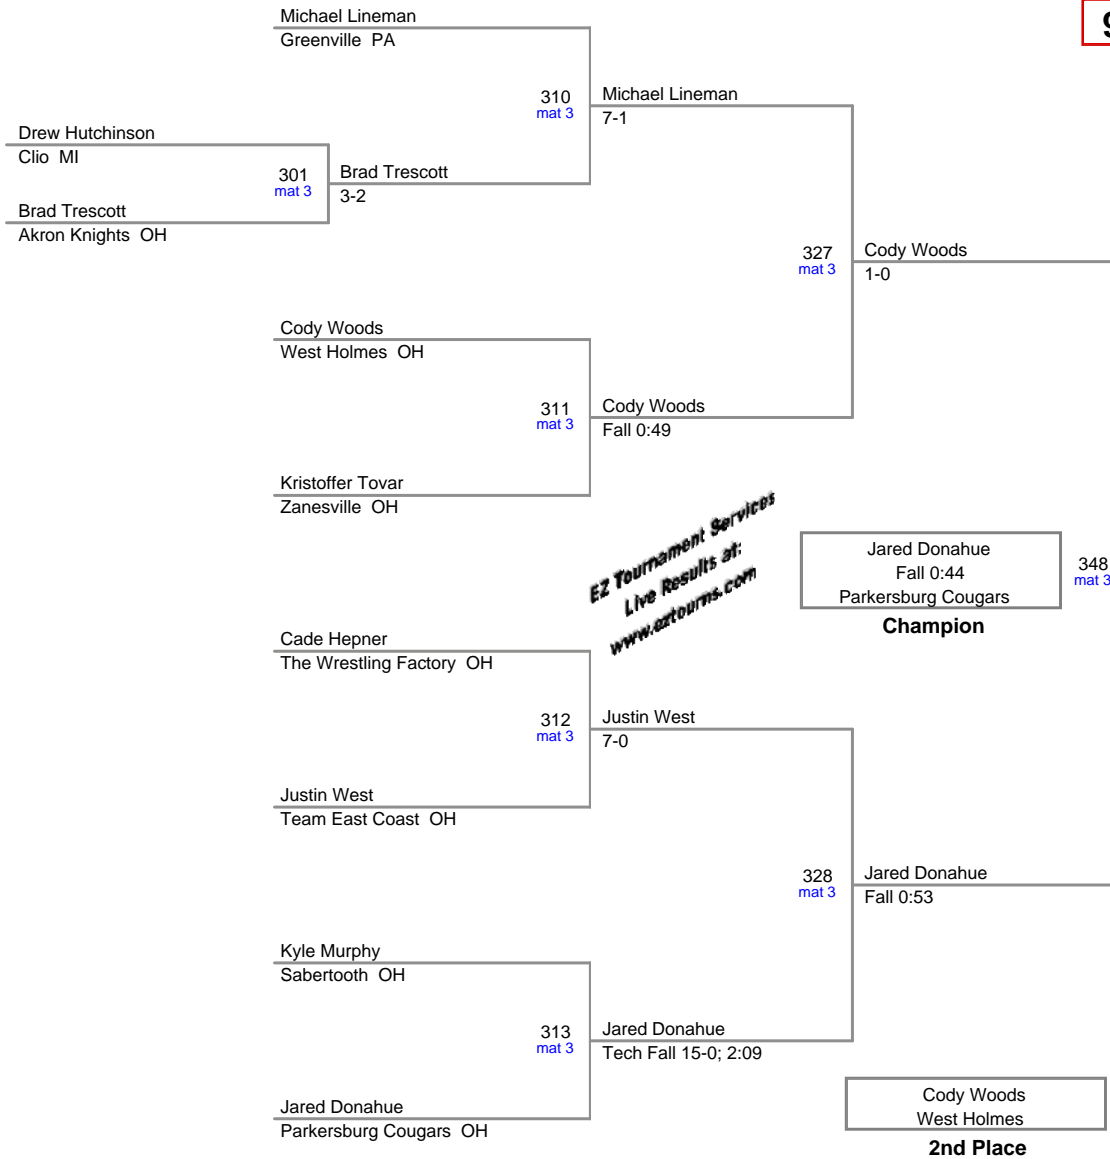 Michael Lineman
Greenville PA
9
310
mat 3
Michael Lineman
7-1
Drew Hutchinson
Clio MI
301
mat 3
Brad Trescott
3-2
Brad Trescott
Akron Knights OH
327
mat 3
Cody Woods
1-0
Cody Woods
West Holmes OH
311
mat 3
Cody Woods
Fall 0:49
Kristoffer Tovar
Zanesville OH
EZ Tournament Services
Live Results at:
www.eztourns.com
Jared Donahue
Fall 0:44
Parkersburg Cougars
348
mat 3
Champion
Cade Hepner
The Wrestling Factory OH
312
mat 3
Justin West
7-0
Justin West
Team East Coast OH
328
mat 3
Jared Donahue
Fall 0:53
Kyle Murphy
Sabertooth OH
313
mat 3
Jared Donahue
Tech Fall 15-0; 2:09
Jared Donahue
Parkersburg Cougars OH
Cody Woods
West Holmes
2nd Place